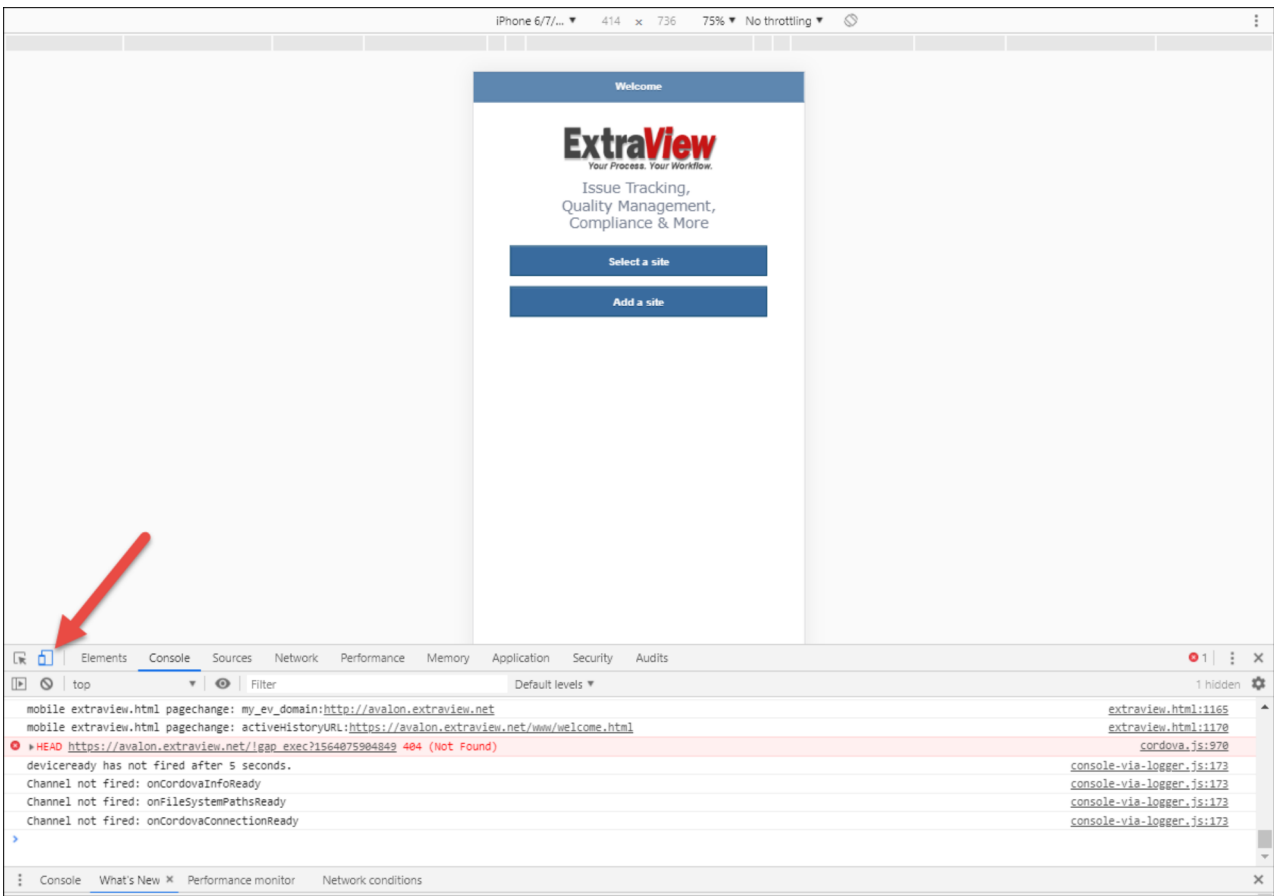 iPhone 6/7/... ▼ 414 × 736 75% ▼ No throttling ▼
Welcome
ExtraView
Your Process. Your Workflow.
Issue Tracking,
Quality Management,
Compliance & More
Select a site
Add a site
Elements Console Sources Network Performance Memory Application Security Audits 1
top ▼ Filter Default levels ▼ 1 hidden
mobile extraview.html pagechange: my_ev_domain:http://avalon.extraview.net extraview.html:1165
mobile extraview.html pagechange: activeHistoryURL:https://avalon.extraview.net/www/welcome.html extraview.html:1170
HEAD https://avalon.extraview.net/!gap_exec?1564075904849 404 (Not Found) cordova.js:970
deviceready has not fired after 5 seconds. console-via-logger.js:173
Channel not fired: onCordovaInfoReady console-via-logger.js:173
Channel not fired: onFileSystemPathsReady console-via-logger.js:173
Channel not fired: onCordovaConnectionReady console-via-logger.js:173
Console What's New × Performance monitor Network conditions